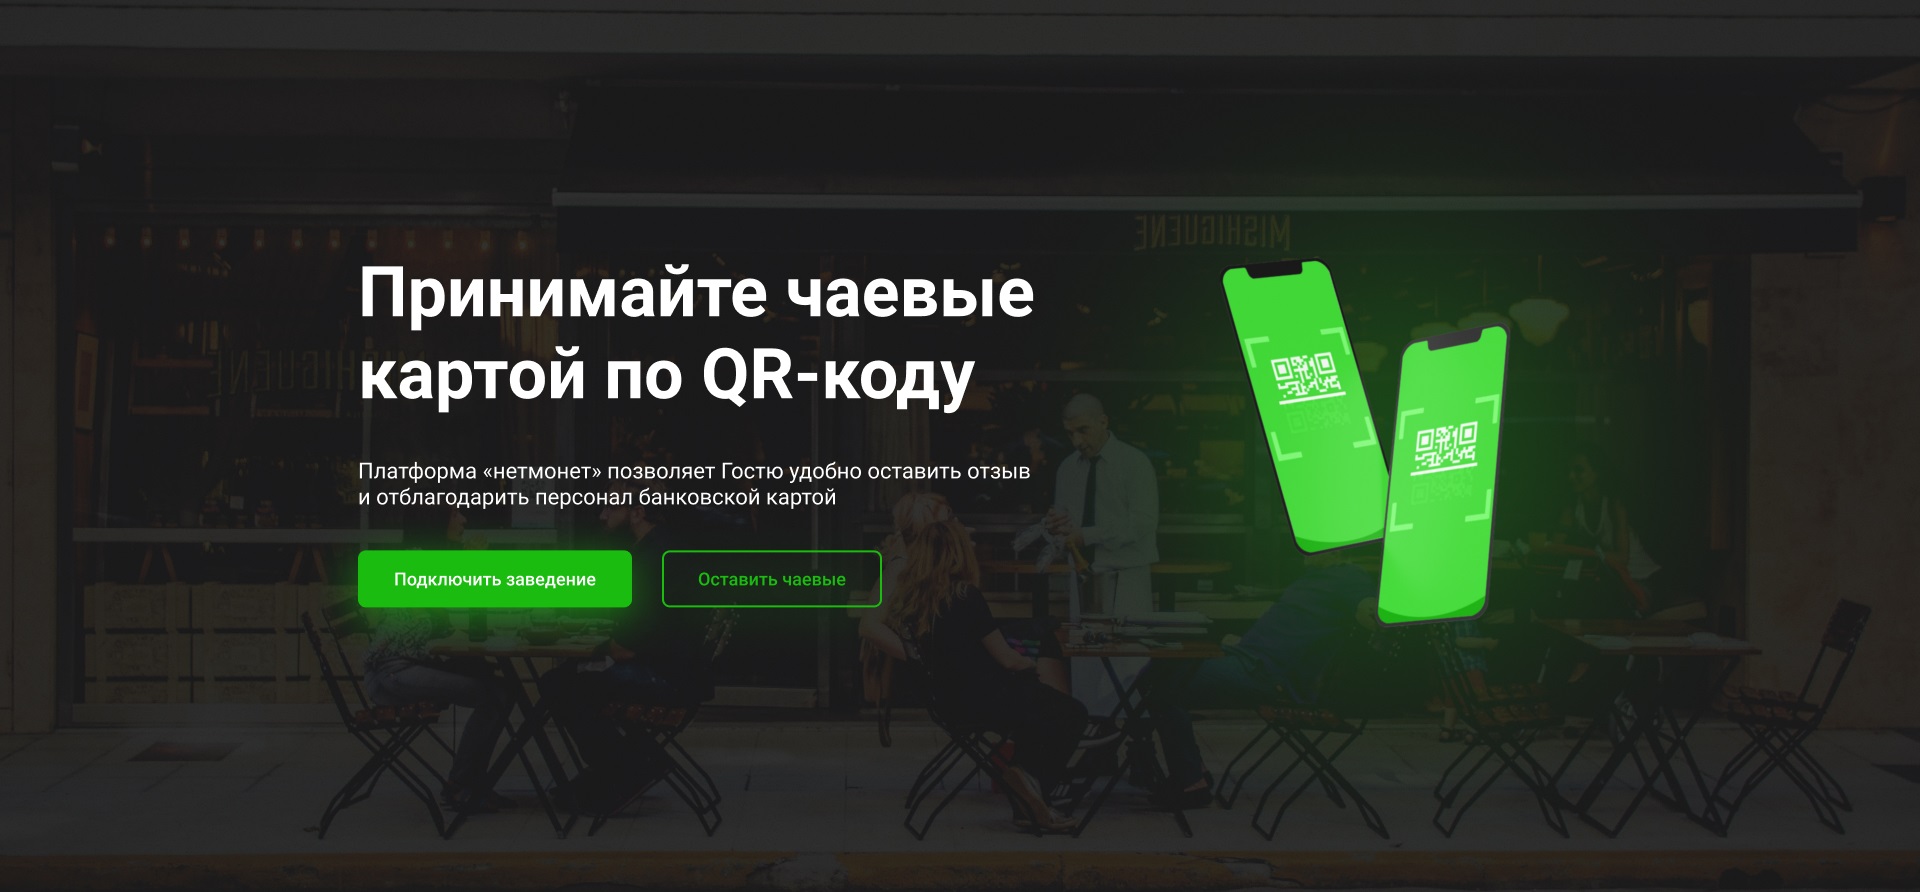 MISHIGUENE
Принимайте чаевые
картой по QR-коду
MISHIGUENE
Платформа «нетмонет» позволяет Гостю удобно оставить отзыв
и отблагодарить персонал банковской картой
Подключить заведение
Оставить чаевые